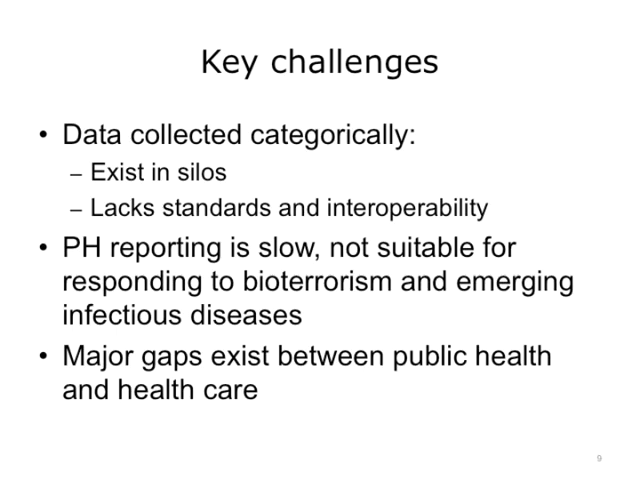 Key challenges
• Data collected categorically:
– Exist in silos
– Lacks standards and interoperability
• PH reporting is slow, not suitable for
responding to bioterrorism and emerging
infectious diseases
• Major gaps exist between public health
and health care
9